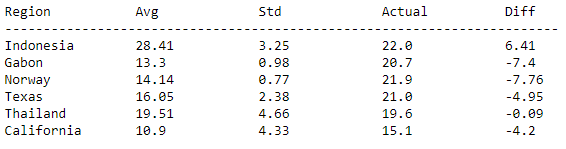 Region Avg Std Actual Diff
--------------------------------------------------------------------------
Indonesia 28.41 3.25 22.0 6.41
Gabon 13.3 0.98 20.7 -7.4
Norway 14.14 0.77 21.9 -7.76
Texas 16.05 2.38 21.0 -4.95
Thailand 19.51 4.66 19.6 -0.09
California 10.9 4.33 15.1 -4.2